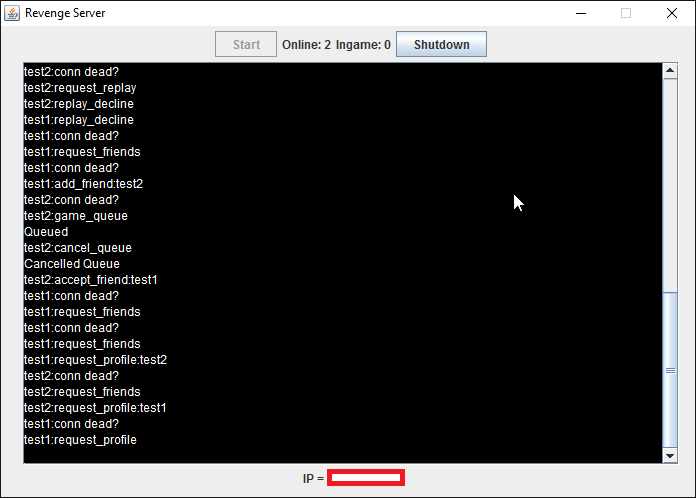 Revenge Server
Start Online: 2 Ingame: 0 Shutdown
test2:conn dead?
test2:request_replay
test2:replay_decline
test1:replay_decline
test1:conn dead?
test1:request_friends
test1:conn dead?
test1:add_friend:test2
test2:conn dead?
test2:game_queue
Queued
test2:cancel_queue
Cancelled Queue
test2:accept_friend:test1
test1:conn dead?
test1:request_friends
test1:conn dead?
test1:request_friends
test1:request_profile:test2
test2:conn dead?
test2:request_friends
test2:request_profile:test1
test1:conn dead?
test1:request_profile
IP =